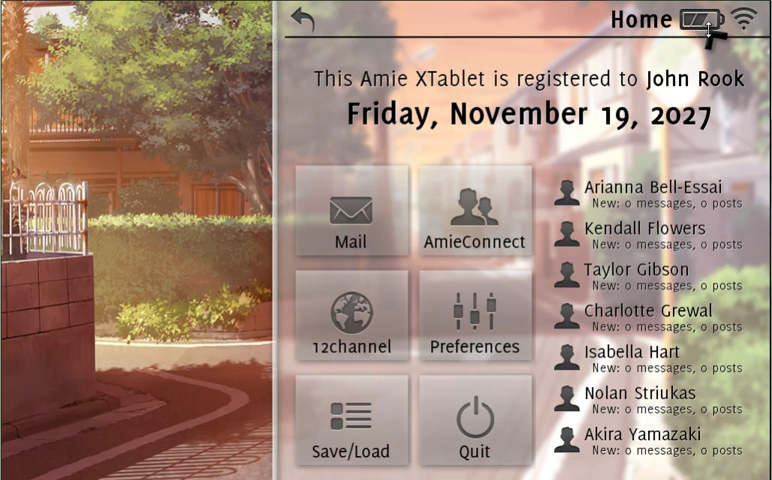 Home
This Amie XTablet is registered to John Rook
Friday, November 19, 2027
Mail
AmieConnect
12channel
Preferences
Save/Load
Quit
Arianna Bell-Essai
New: 0 messages, 0 posts
Kendall Flowers
New: 0 messages, 0 posts
Taylor Gibson
New: 0 messages, 0 posts
Charlotte Grewal
New: 0 messages, 0 posts
Isabella Hart
New: 0 messages, 0 posts
Nolan Striukas
New: 0 messages, 0 posts
Akira Yamazaki
New: 0 messages, 0 posts